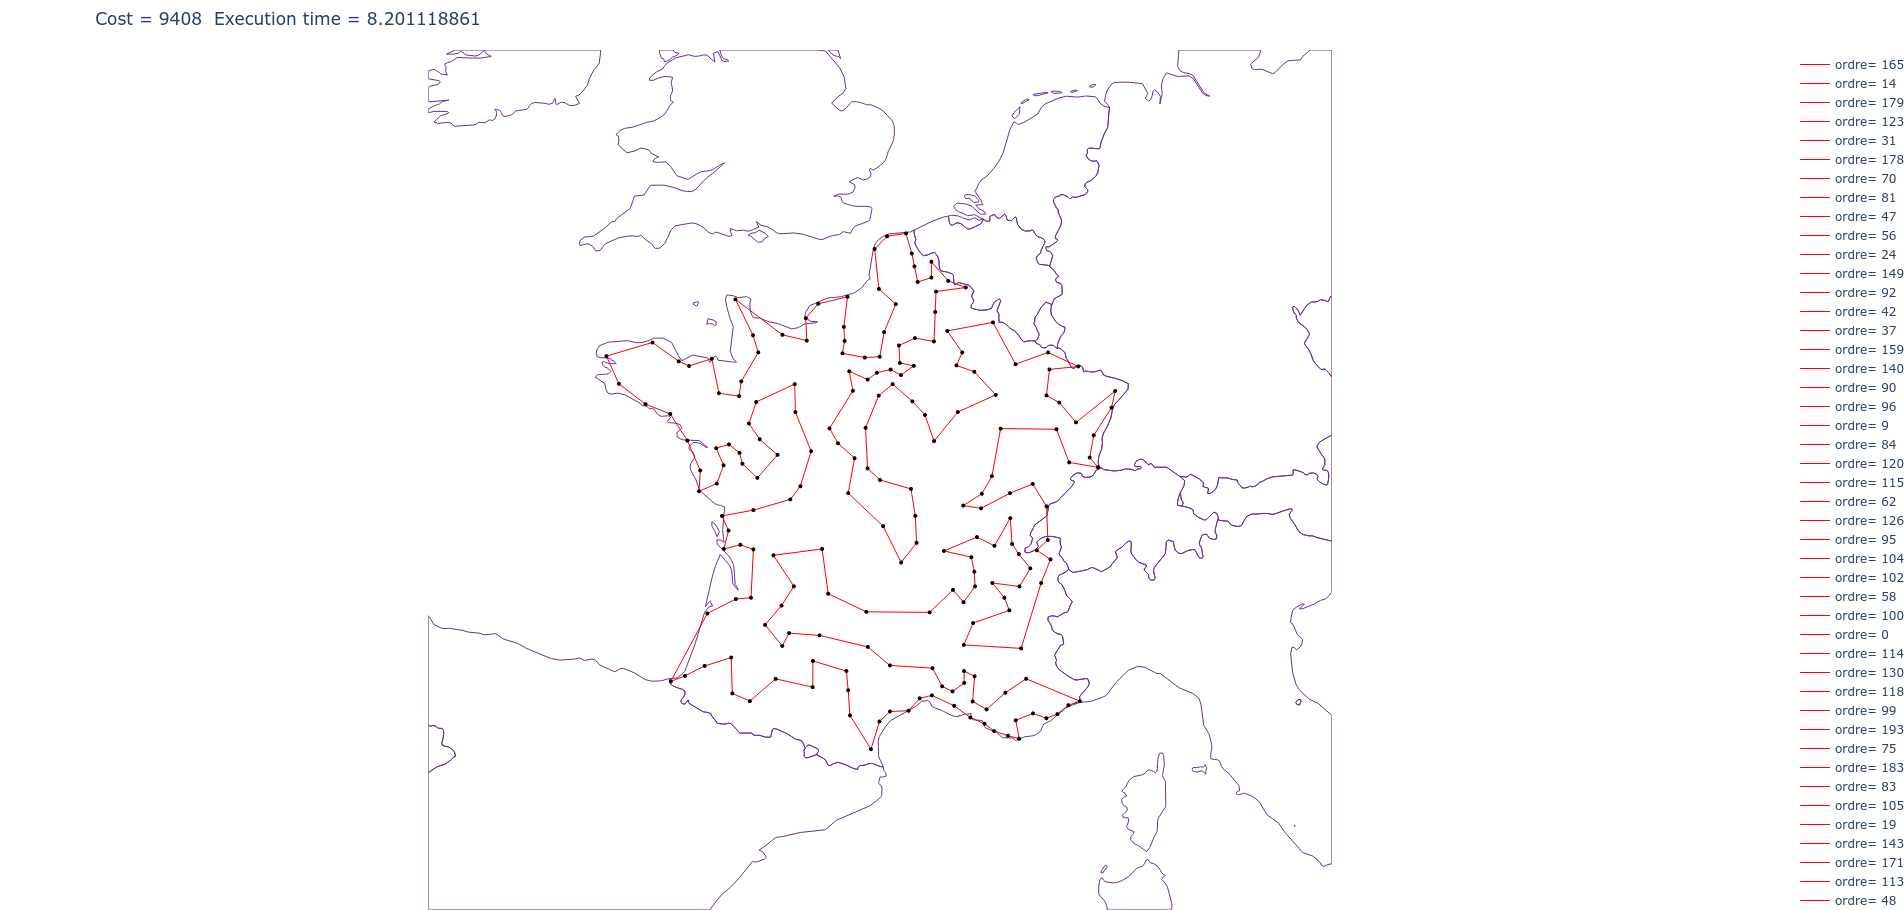 Cost = 9408  Execution time = 8.201118861
ordre= 165
ordre= 14
ordre= 179
ordre= 123
ordre= 31
ordre= 178
ordre= 70
ordre= 81
ordre= 47
ordre= 56
ordre= 24
ordre= 149
ordre= 92
ordre= 42
ordre= 37
ordre= 159
ordre= 140
ordre= 90
ordre= 96
ordre= 9
ordre= 84
ordre= 120
ordre= 115
ordre= 62
ordre= 126
ordre= 95
ordre= 104
ordre= 102
ordre= 58
ordre= 100
ordre= 0
ordre= 114
ordre= 130
ordre= 118
ordre= 99
ordre= 193
ordre= 75
ordre= 183
ordre= 83
ordre= 105
ordre= 19
ordre= 143
ordre= 171
ordre= 113
ordre= 48